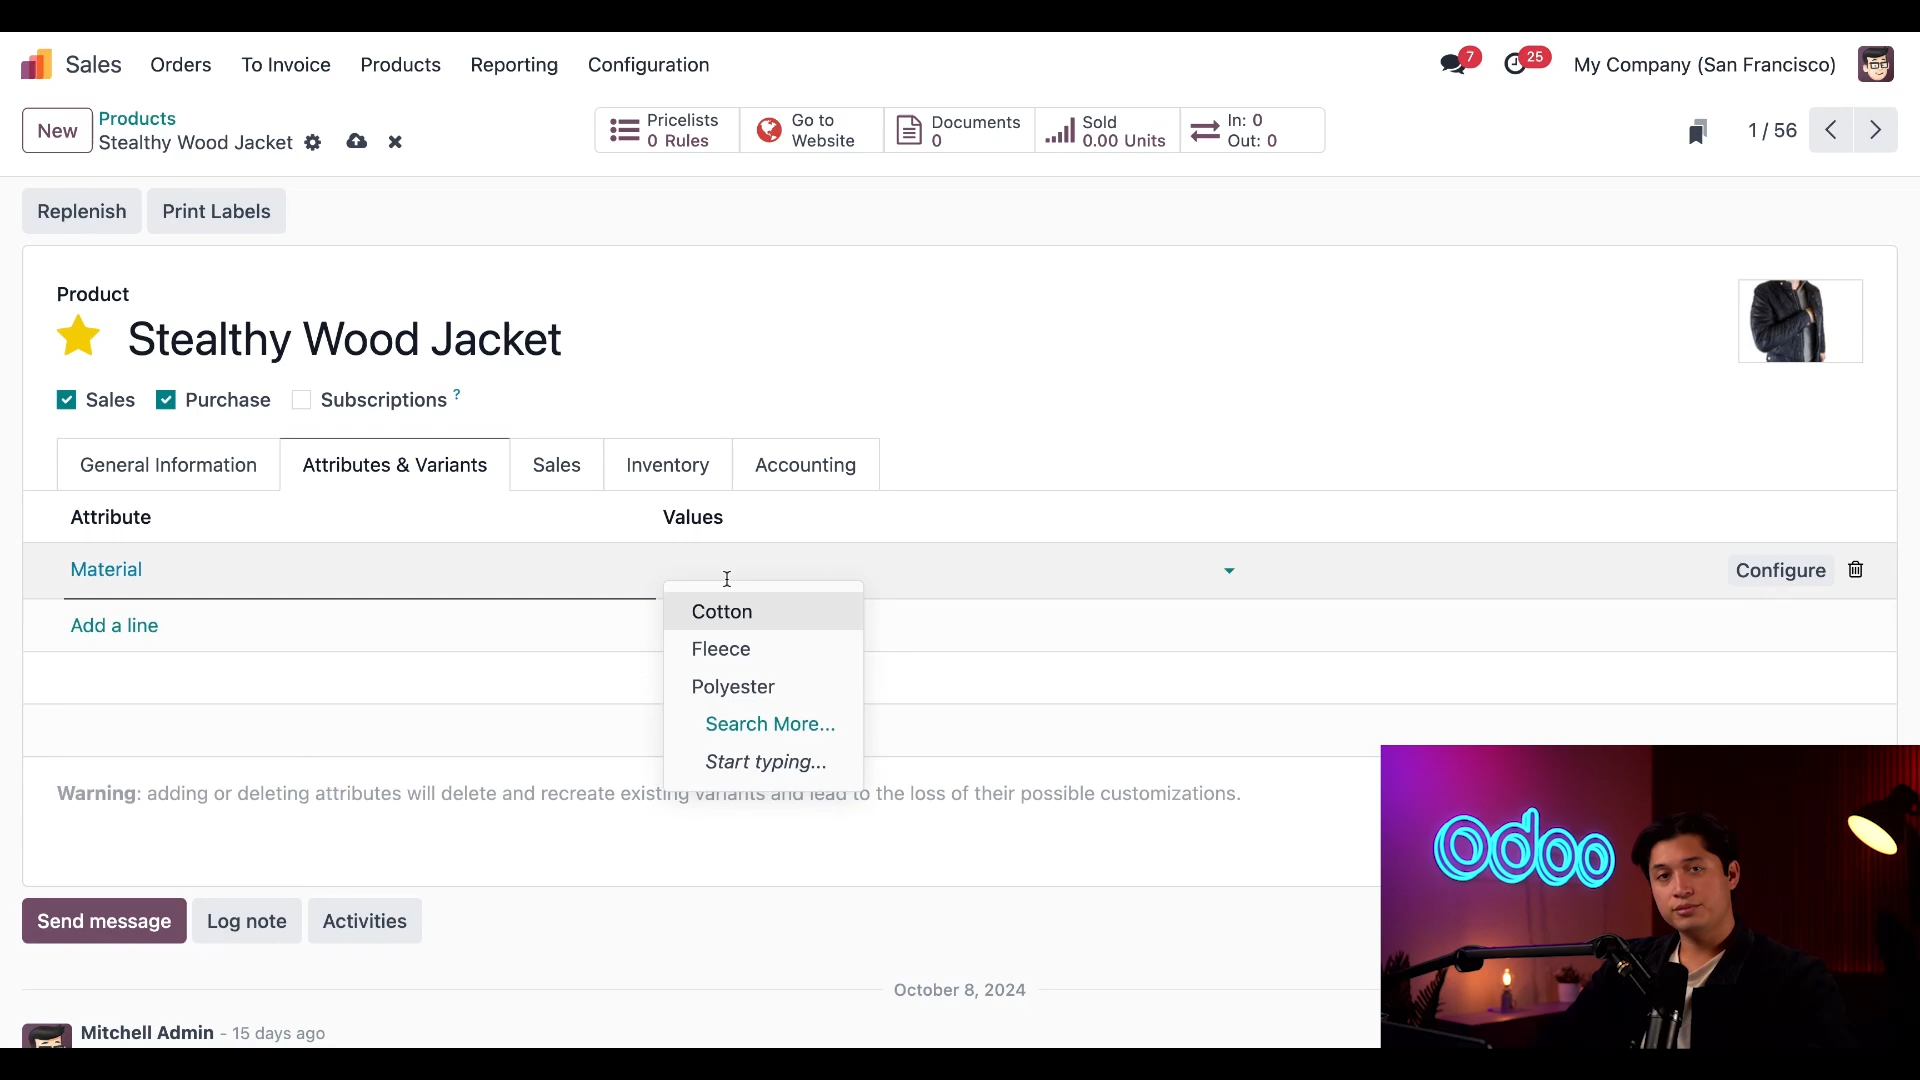 Sales
Orders
To Invoice
Products
Reporting
Configuration
7
25
My Company (San Francisco)
New
Products
Stealthy Wood Jacket
Pricelists
0 Rules
Go to
Website
Documents
0
Sold
0.00 Units
In: 0
Out: 0
1 / 56
Replenish
Print Labels
Product
Stealthy Wood Jacket
Sales
Purchase
Subscriptions ?
General Information
Attributes & Variants
Sales
Inventory
Accounting
Attribute
Values
Material
Configure
Add a line
Cotton
Fleece
Polyester
Search More...
Start typing...
Warning: adding or deleting attributes will delete and recreate existing variants and lead to the loss of their possible customizations.
odoo
Send message
Log note
Activities
October 8, 2024
Mitchell Admin - 15 days ago